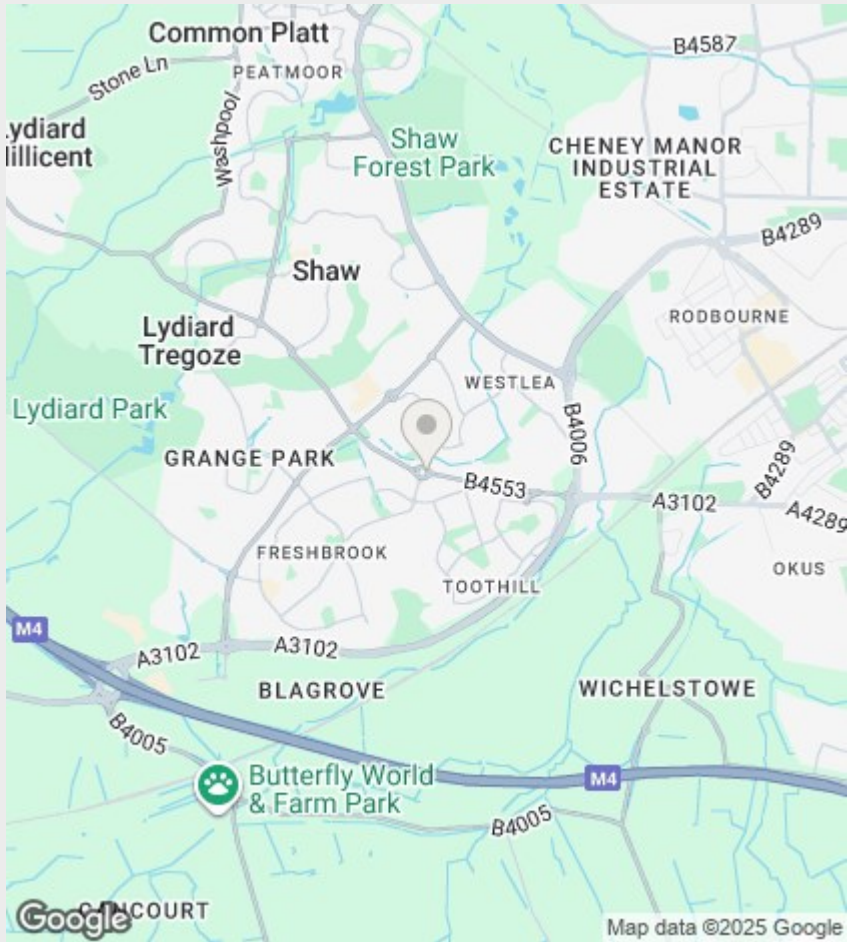 Common Platt
PEATMOOR
Stone Ln
B4587
Washpool
Lydiard
Millicent
Shaw
Forest Park
CHENEY MANOR
INDUSTRIAL
ESTATE
B4289
Shaw
RODBOURNE
Lydiard
Tregoze
WESTLEA
Lydiard Park
B4006
GRANGE PARK
B4553
B4289
A3102
A4289
FRESHBROOK
TOOTHILL
OKUS
M4
A3102
A3102
BLAGROVE
WICHELSTOWE
B4005
Butterfly World
& Farm Park
M4
B4005
Google
Map data ©2025 Google